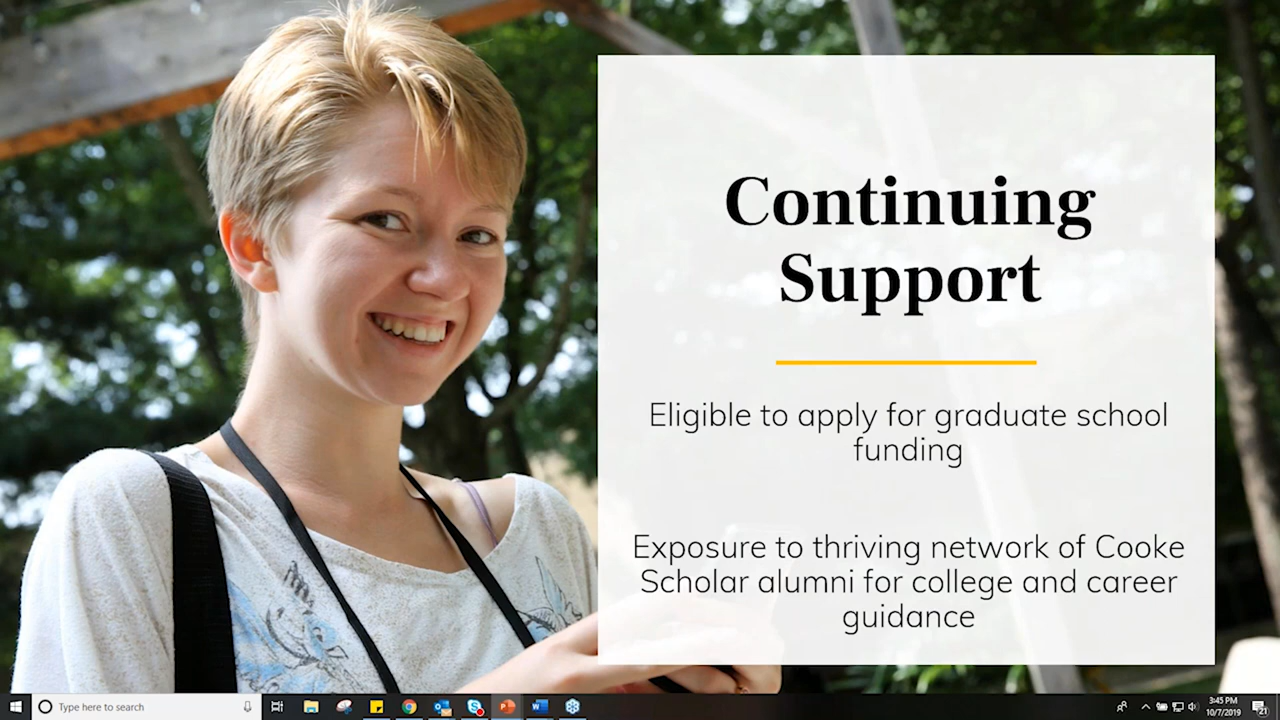 Continuing
Support
Eligible to apply for graduate school
funding
Exposure to thriving network of Cooke
Scholar alumni for college and career
guidance
Type here to search
3:45 PM
10/7/2019
21